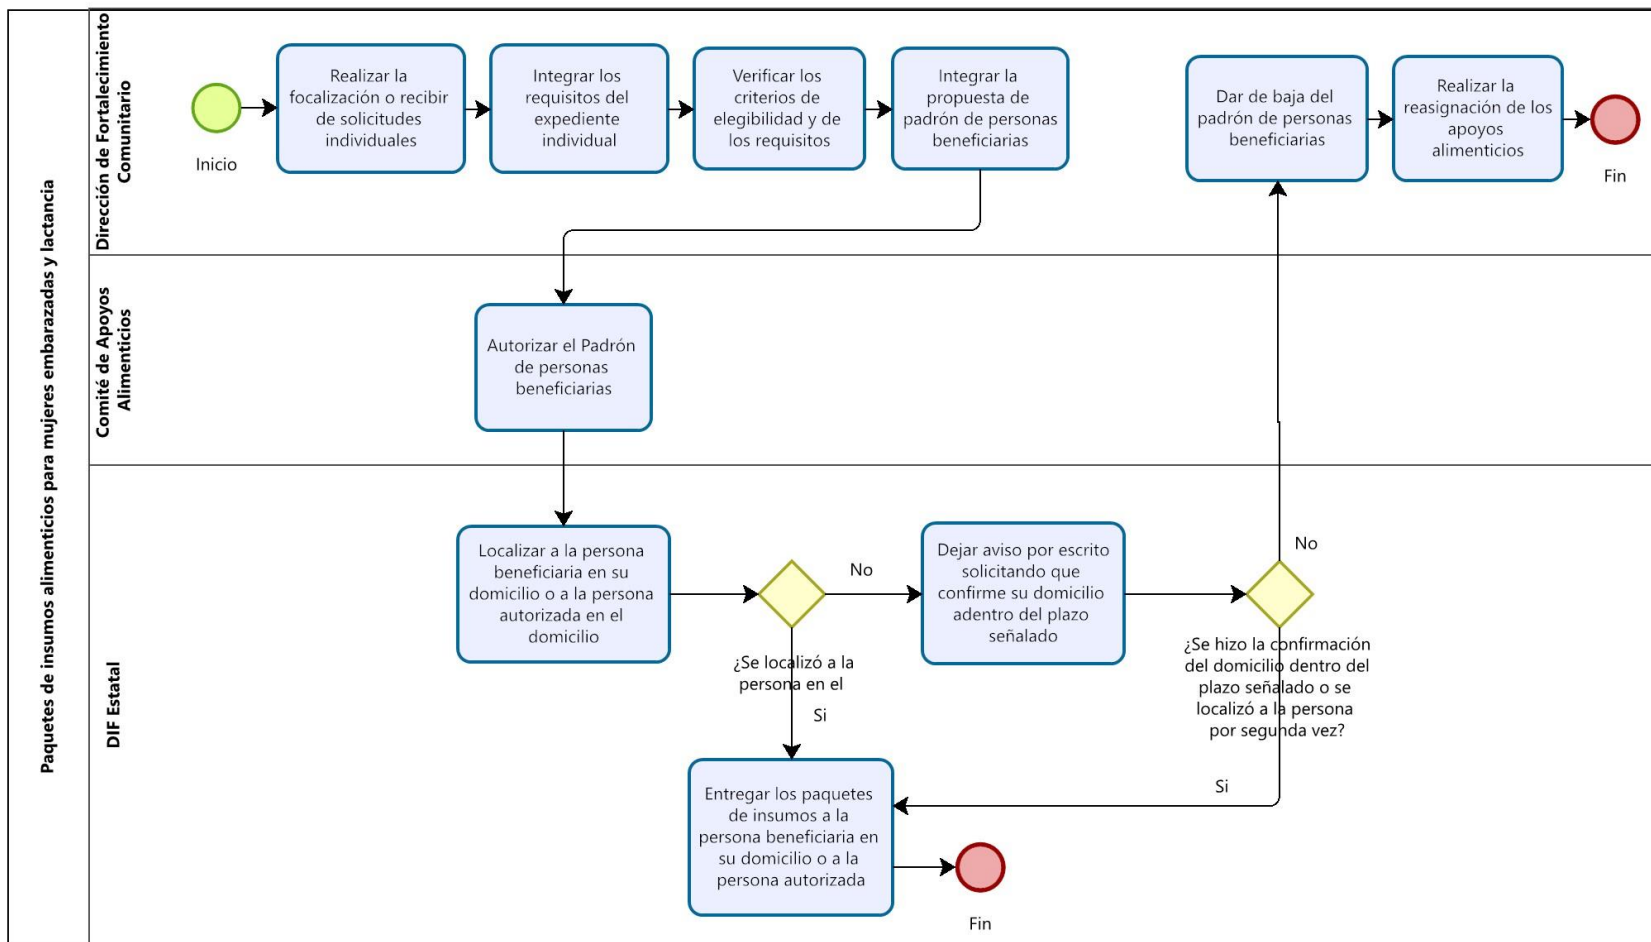 Paquetes de insumos alimenticios para mujeres embarazadas y lactancia
Dirección de Fortalecimiento
Comunitario
Inicio
Realizar la
focalización o recibir
de solicitudes
individuales
Integrar los
requisitos del
expediente
individual
Verificar los
criterios de
elegibilidad y de
los requisitos
Integrar la
propuesta de
padrón de personas
beneficiarias
Dar de baja del
padrón de personas
beneficiarias
Realizar la
reasignación de los
apoyos
alimenticios
Fin
Comité de Apoyos
Alimenticios
Autorizar el Padrón
de personas
beneficiarias
DIF Estatal
Localizar a la persona
beneficiaria en su
domicilio o a la persona
autorizada en el
domicilio
¿Se localizó a la
persona en el
No
Si
Dejar aviso por escrito
solicitando que
confirme su domicilio
adentro del plazo
señalado
No
¿Se hizo la confirmación
del domicilio dentro del
plazo señalado o se
localizó a la persona
por segunda vez?
Si
Entregar los paquetes
de insumos a la
persona beneficiaria en
su domicilio o a la
persona autorizada
Fin